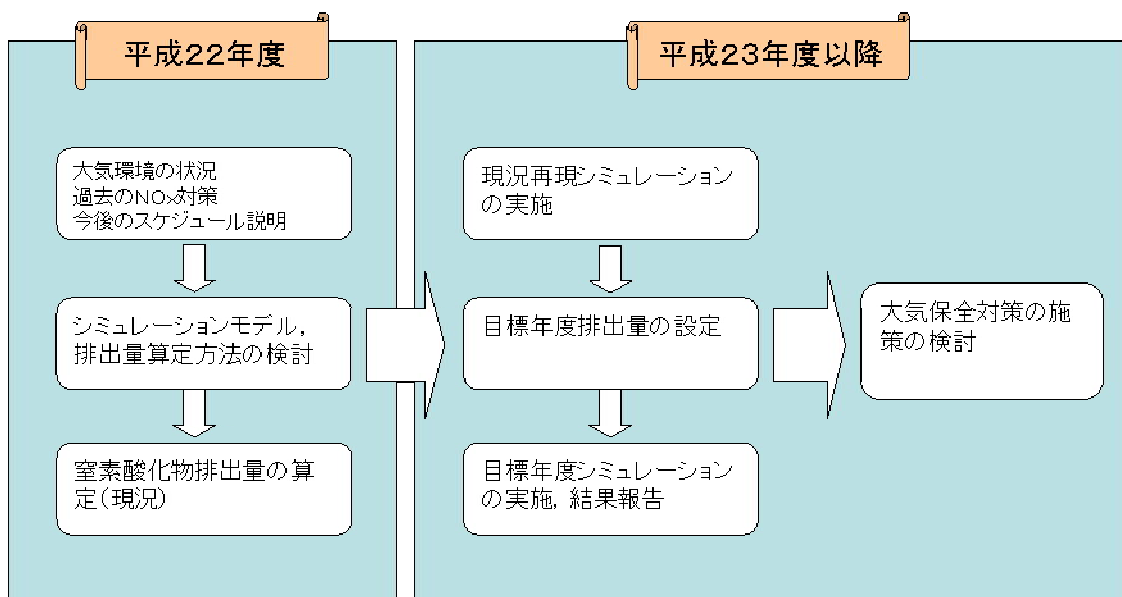 平成22年度
大気環境の状況
過去のNOx対策
今後のスケジュール説明
シミュレーションモデル,
排出量算定方法の検討
窒素酸化物排出量の算
定(現況)
平成23年度以降
現況再現シミュレーション
の実施
目標年度排出量の設定
目標年度シミュレーション
の実施, 結果報告
大気保全対策の施
策の検討